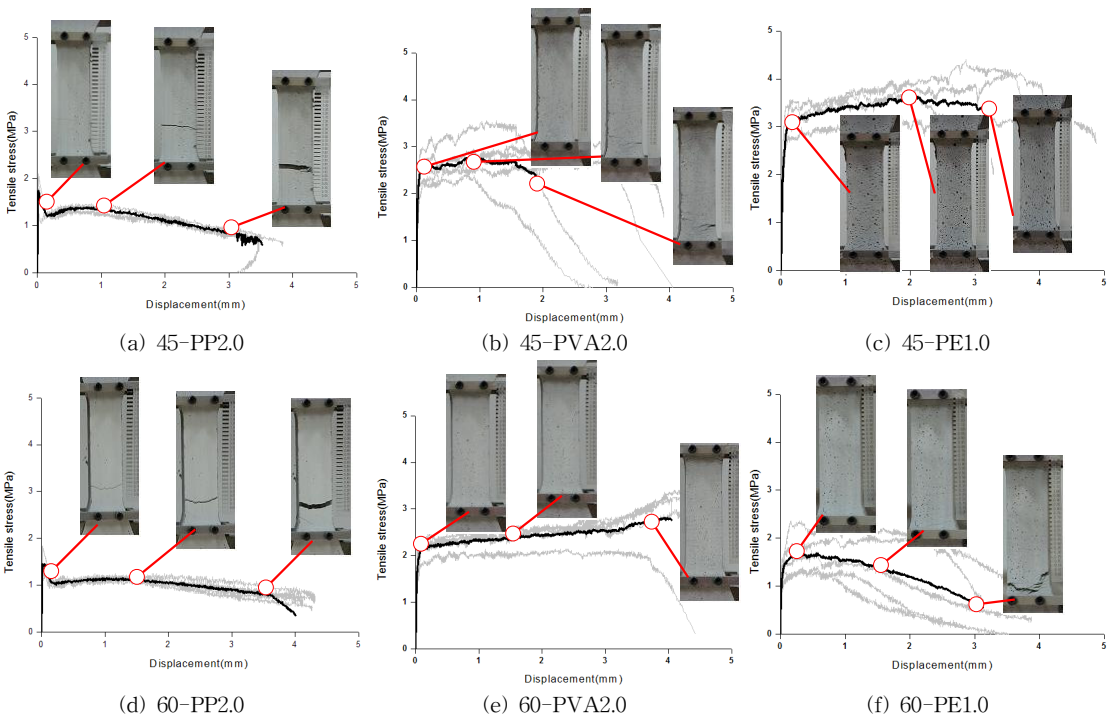 Tensile stress(MPa)
5
4
3
2
1
0
0 1 2 3 4 5
Displacement(mm)
(a) 45-PP2.0
Tensile stress(MPa)
5
4
3
2
1
0
0 1 2 3 4 5
Displacement(mm)
(b) 45-PVA2.0
Tensile stress(MPa)
5
4
3
2
1
0
0 1 2 3 4 5
Displacement(mm)
(c) 45-PE1.0
Tensile stress(MPa)
5
4
3
2
1
0
0 1 2 3 4 5
Displacement(mm)
(d) 60-PP2.0
Tensile stress(MPa)
5
4
3
2
1
0
0 1 2 3 4 5
Displacement(mm)
(e) 60-PVA2.0
Tensile stress(MPa)
5
4
3
2
1
0
0 1 2 3 4 5
Displacement(mm)
(f) 60-PE1.0